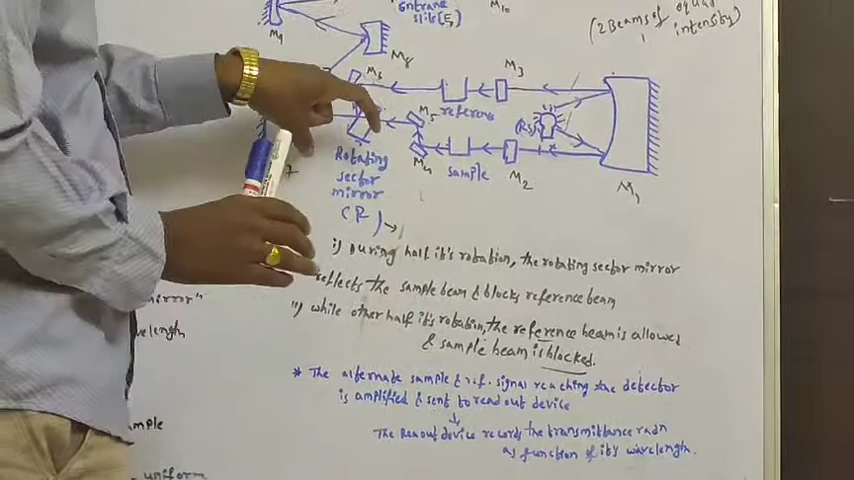 entrance
slit(
M10
(2 Beams of equal
intensity)
M9
M8
M6
M3
M5
reference
(RS)
Rotating
sector
mirror
(R)
M4
sample
M2
M1
i) During half it's rotation, the rotating sector mirror
reflects the sample beam & blocks reference beam
ii) while other half it's rotation, the reference beam is allowed
& sample beam is blocked.
* The alternate sample & ref. signal reaching the detector
is amplified & sent to read out device
The Readout device records the transmittance radn
as function of it's wavelength.
mirror"
velength
ple
uniform